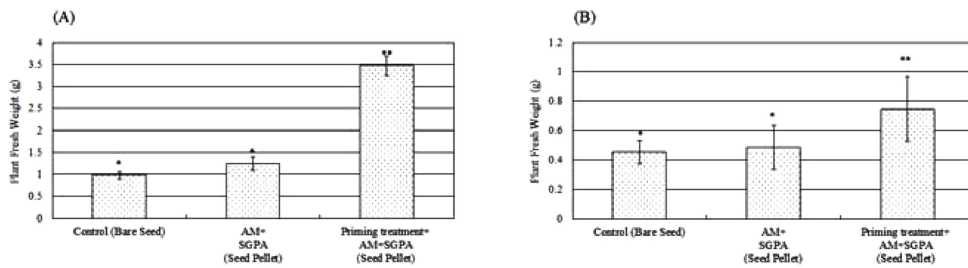 (A)
Plant Fresh Weight (g)
4
3.5
3
2.5
2
1.5
1
0.5
0
*
*
**
Control (Bare Seed)
AM+
SGPA
(Seed Pellet)
Priming treatment+
AM+SGPA
(Seed Pellet)
(B)
Plant Fresh Weight (g)
1.2
1
0.8
0.6
0.4
0.2
0
*
*
**
Control (Bare Seed)
AM+
SGPA
(Seed Pellet)
Priming treatment+
AM+SGPA
(Seed Pellet)